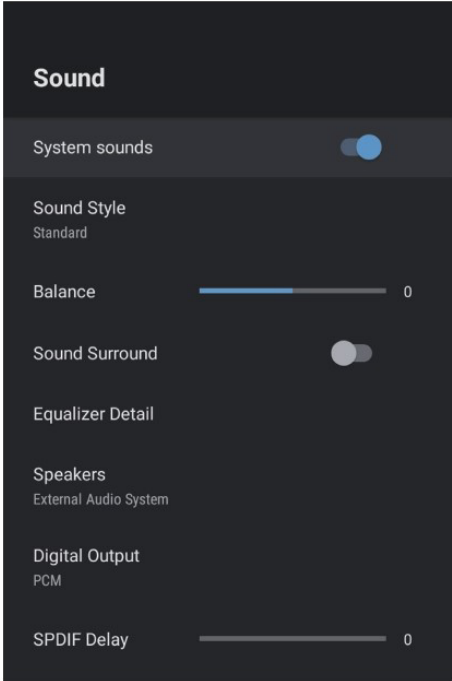 Sound
System sounds
Sound Style
Standard
Balance 0
Sound Surround
Equalizer Detail
Speakers
External Audio System
Digital Output
PCM
SPDIF Delay 0